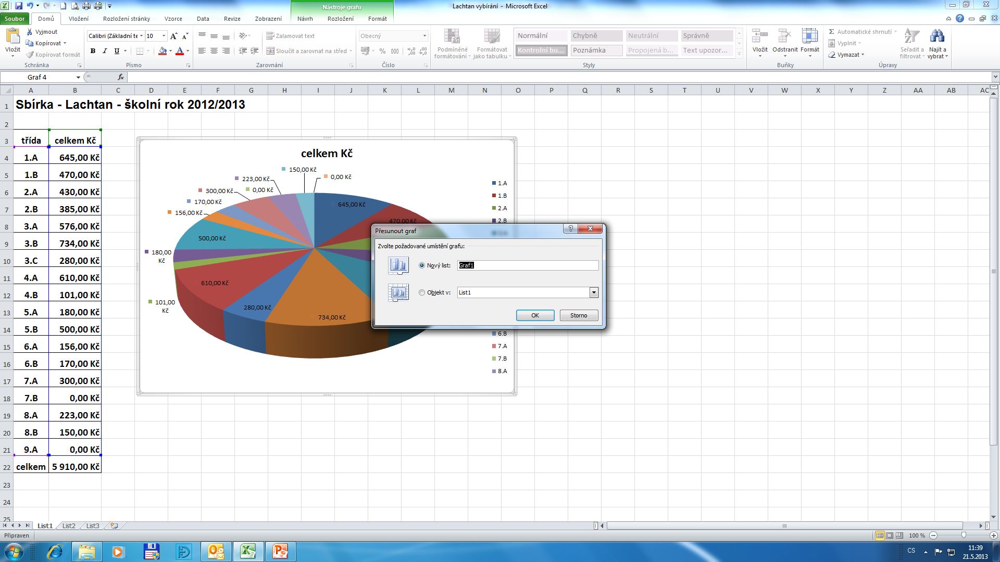 Lachtan vybírání - Microsoft Excel
Nástroje grafu
Soubor Domů Vložení Rozložení stránky Vzorce Data Revize Zobrazení Návrh Rozložení Formát
Vložit
Vyjmout
Kopírovat
Kopírovat formát
Schránka
Calibri (Základní te 10
B I U
Písmo
Zalamovat text
Sloučit a zarovnat na střed
Zarovnání
Obecný
% 000
Číslo
Podmíněné formátování
Formátovat jako tabulku
Normální Chybně Neutrální Správně
Kontrolní bu... Poznámka Propojená b... Text upozor...
Styly
Vložit Odstranit Formát
Buňky
Automatické shrnutí
Vyplnit
Vymazat
Seřadit a filtrovat
Najít a vybrat
Úpravy
Graf 4
fx
A B C D E F G H I J K L M N O P Q R S T U V W X Y Z AA AB AC
1 Sbírka - Lachtan - školní rok 2012/2013
2
3 třída celkem Kč
4 1.A 645,00 Kč
5 1.B 470,00 Kč
6 2.A 430,00 Kč
7 2.B 385,00 Kč
8 3.A 576,00 Kč
9 3.B 734,00 Kč
10 3.C 280,00 Kč
11 4.A 610,00 Kč
12 4.B 101,00 Kč
13 5.A 180,00 Kč
14 5.B 500,00 Kč
15 6.A 156,00 Kč
16 6.B 170,00 Kč
17 7.A 300,00 Kč
18 7.B 0,00 Kč
19 8.A 223,00 Kč
20 8.B 150,00 Kč
21 9.A 0,00 Kč
22 celkem 5 910,00 Kč
23
24
25
celkem Kč
150,00 Kč
0,00 Kč
223,00 Kč
0,00 Kč
300,00 Kč
170,00 Kč
156,00 Kč
645,00 Kč
470,00 Kč
500,00 Kč
180,00 Kč
610,00 Kč
101,00 Kč
280,00 Kč
734,00 Kč
1.A
1.B
2.A
2.B
6.B
7.A
7.B
8.A
Přesunout graf
Zvolte požadované umístění grafu:
Nový list: Graf1
Objekt v: List1
OK Storno
List1 List2 List3
Připraven
100 %
CS
11:39
21.5.2013